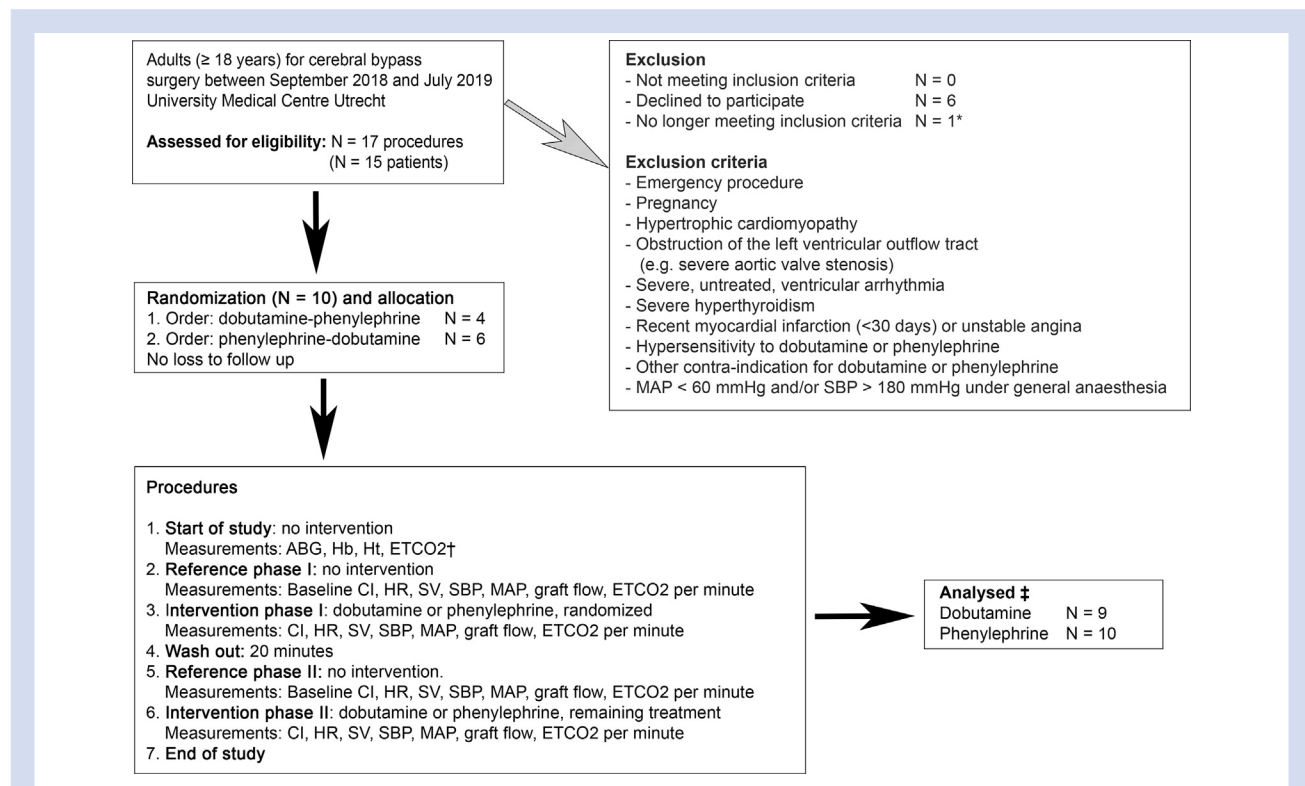 Adults (≥ 18 years) for cerebral bypass
surgery between September 2018 and July 2019
University Medical Centre Utrecht
Assessed for eligibility: N = 17 procedures
(N = 15 patients)
Exclusion
- Not meeting inclusion criteria N = 0
- Declined to participate N = 6
- No longer meeting inclusion criteria N = 1*
Exclusion criteria
- Emergency procedure
- Pregnancy
- Hypertrophic cardiomyopathy
- Obstruction of the left ventricular outflow tract
(e.g. severe aortic valve stenosis)
- Severe, untreated, ventricular arrhythmia
- Severe hyperthyroidism
- Recent myocardial infarction (<30 days) or unstable angina
- Hypersensitivity to dobutamine or phenylephrine
- Other contra-indication for dobutamine or phenylephrine
- MAP < 60 mmHg and/or SBP > 180 mmHg under general anaesthesia
Randomization (N = 10) and allocation
1. Order: dobutamine-phenylephrine N = 4
2. Order: phenylephrine-dobutamine N = 6
No loss to follow up
Procedures
1. Start of study: no intervention
Measurements: ABG, Hb, Ht, ETCO2†
2. Reference phase I: no intervention
Measurements: Baseline CI, HR, SV, SBP, MAP, graft flow, ETCO2 per minute
3. Intervention phase I: dobutamine or phenylephrine, randomized
Measurements: CI, HR, SV, SBP, MAP, graft flow, ETCO2 per minute
4. Wash out: 20 minutes
5. Reference phase II: no intervention.
Measurements: Baseline CI, HR, SV, SBP, MAP, graft flow, ETCO2 per minute
6. Intervention phase II: dobutamine or phenylephrine, remaining treatment
Measurements: CI, HR, SV, SBP, MAP, graft flow, ETCO2 per minute
7. End of study
Analysed ‡
Dobutamine N = 9
Phenylephrine N = 10